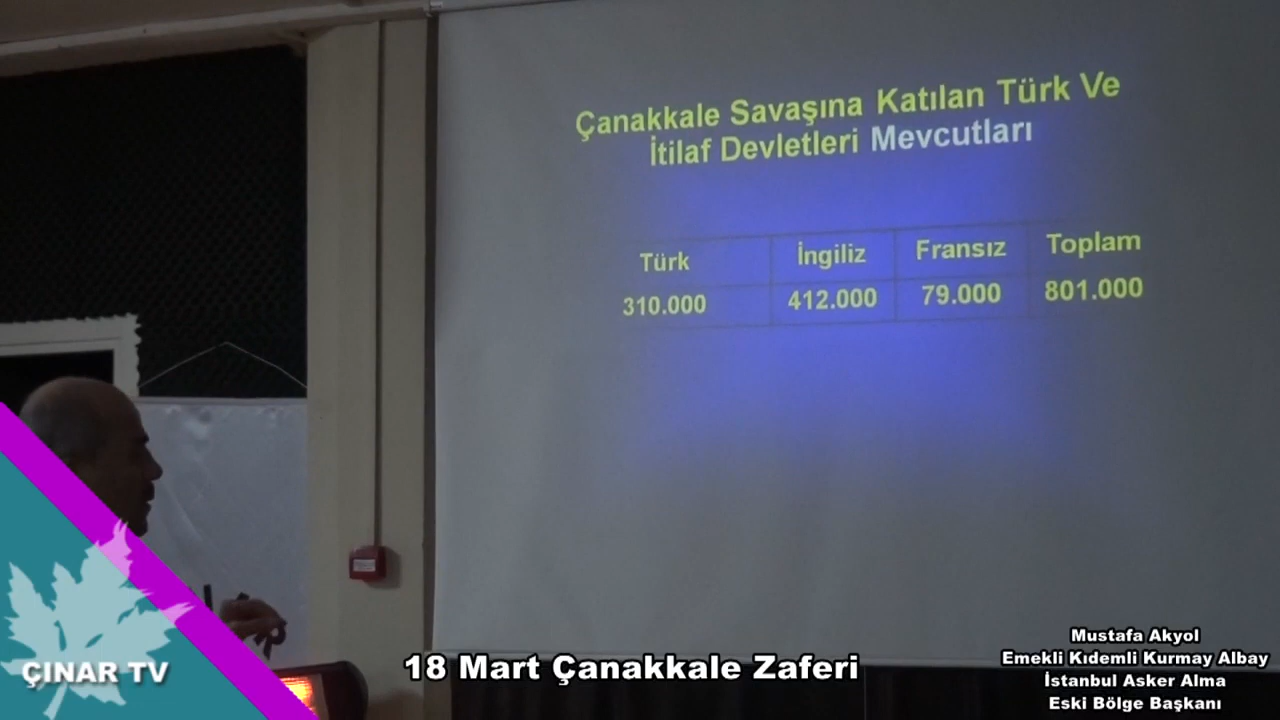 Çanakkale Savaşına Katılan Türk Ve
İtilaf Devletleri Mevcutları
Türk İngiliz Fransız Toplam
310.000 412.000 79.000 801.000
ÇINAR TV
18 Mart Çanakkale Zaferi
Mustafa Akyol
Emekli Kıdemli Kurmay Albay
İstanbul Asker Alma
Eski Bölge Başkanı